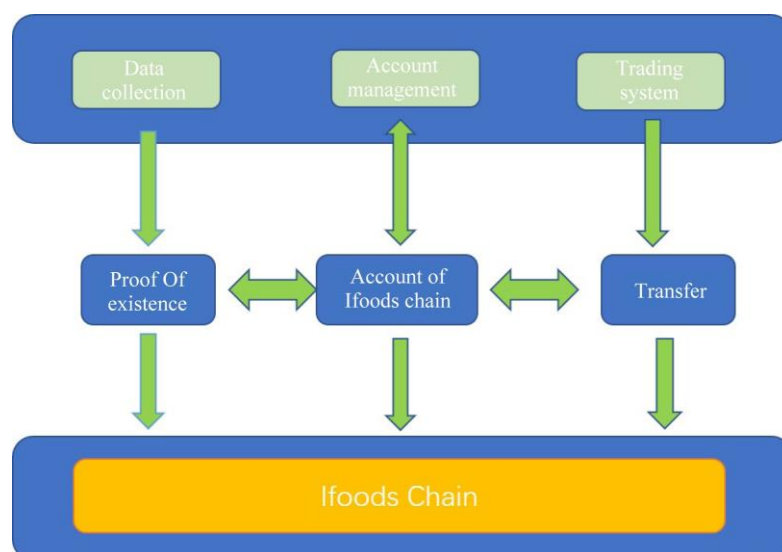 Data
collection
Account
management
Trading
system
Proof Of
existence
Account of
Ifoods chain
Transfer
Ifoods Chain